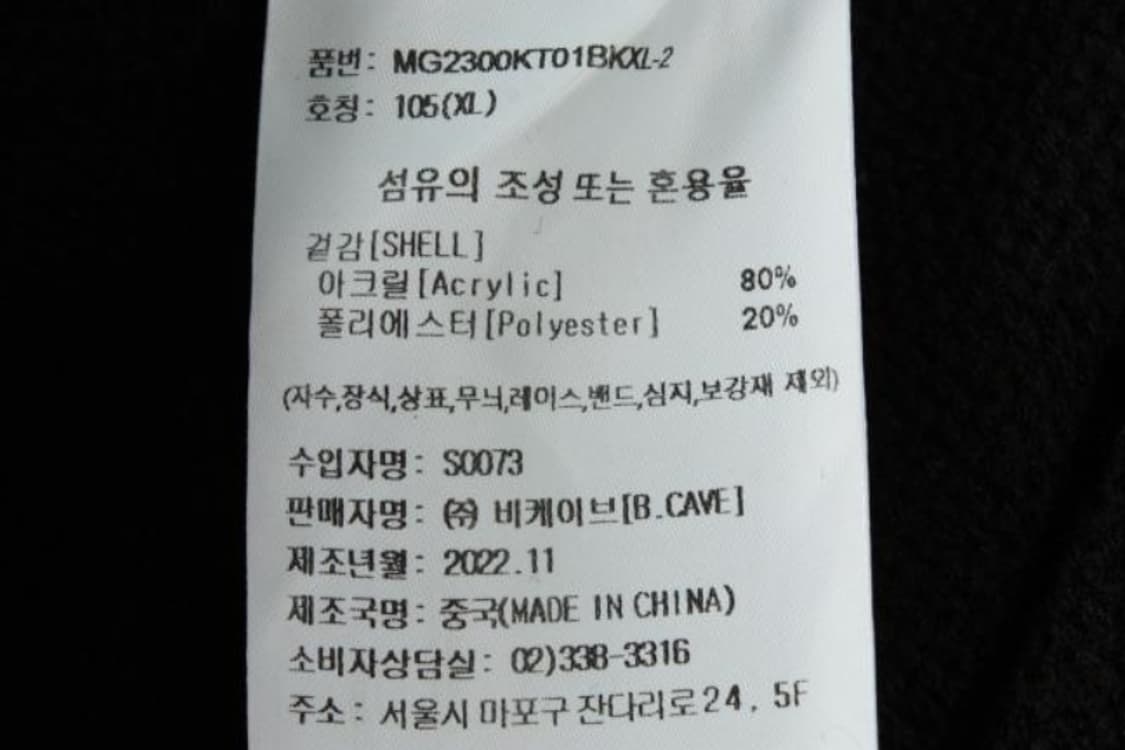 품번: MG2300KT01BKXL-2
호칭: 105(XL)
섬유의 조성 또는 혼용율
겉감[SHELL]
아크릴[Acrylic] 80%
폴리에스터[Polyester] 20%
(자수,장식,상표,무늬,레이스,밴드,심지,보강재 제외)
수입자명: S0073
판매자명: ㈜ 비케이브[B.CAVE]
제조년월: 2022.11
제조국명: 중국(MADE IN CHINA)
소비자상담실: 02)338-3316
주소: 서울시 마포구 잔다리로24, 5F